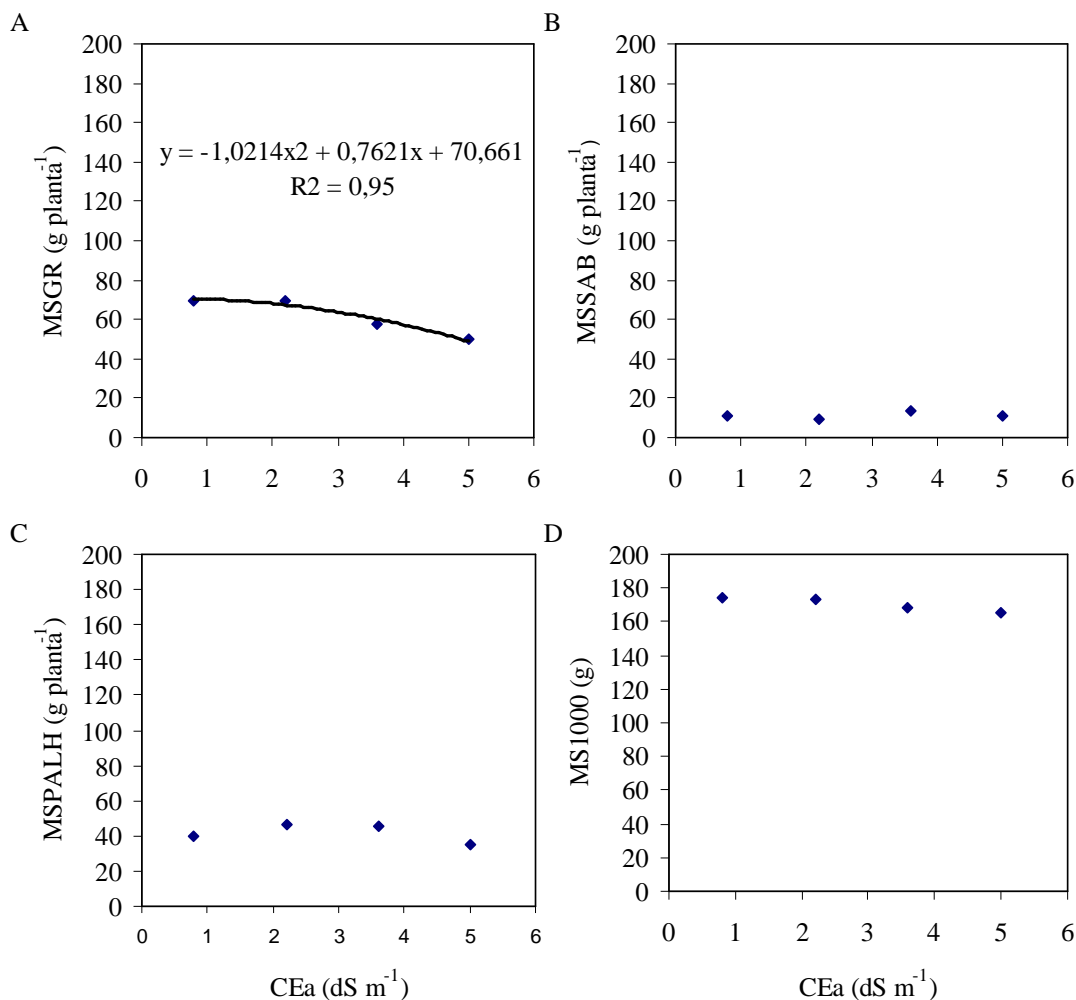 A
200
180
160
140
120
100
80
60
40
20
0
MSGR (g planta-1)
y = -1,0214x2 + 0,7621x + 70,661
R2 = 0,95
0 1 2 3 4 5 6
B
200
180
160
140
120
100
80
60
40
20
0
MSSAB (g planta-1)
0 1 2 3 4 5 6
C
200
180
160
140
120
100
80
60
40
20
0
MSPALH (g planta-1)
0 1 2 3 4 5 6
CEa (dS m-1)
D
200
180
160
140
120
100
80
60
40
20
0
MS1000 (g)
0 1 2 3 4 5 6
CEa (dS m-1)